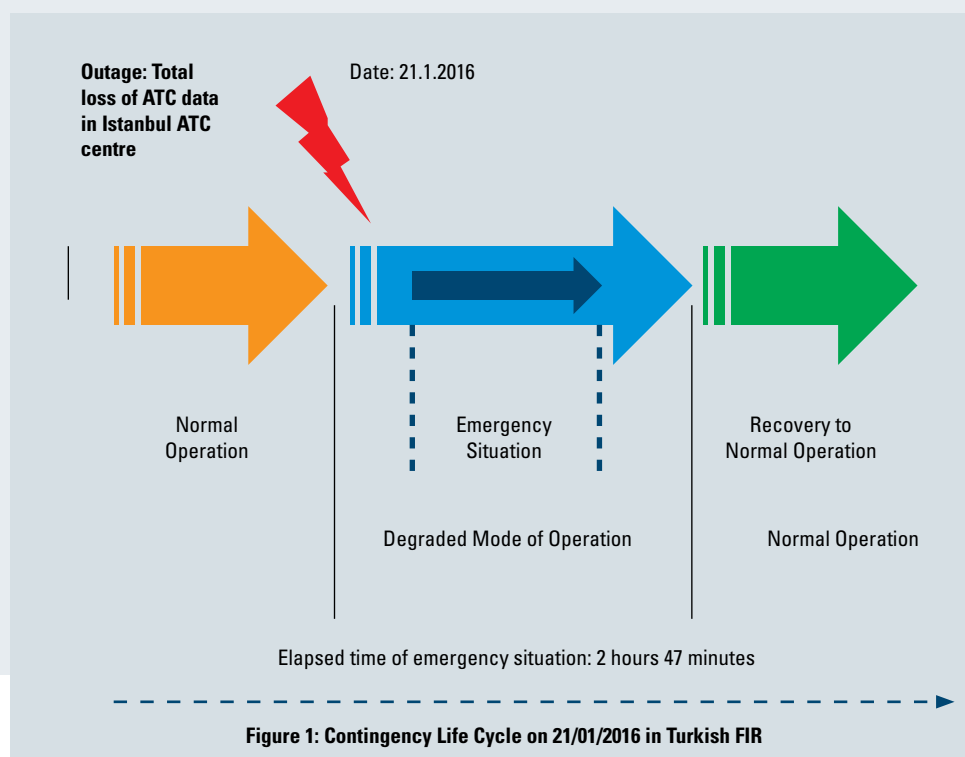 Outage: Total
loss of ATC data
in Istanbul ATC
centre
Date: 21.1.2016
Normal
Operation
Emergency
Situation
Recovery to
Normal Operation
Degraded Mode of Operation
Normal Operation
Elapsed time of emergency situation: 2 hours 47 minutes
Figure 1: Contingency Life Cycle on 21/01/2016 in Turkish FIR